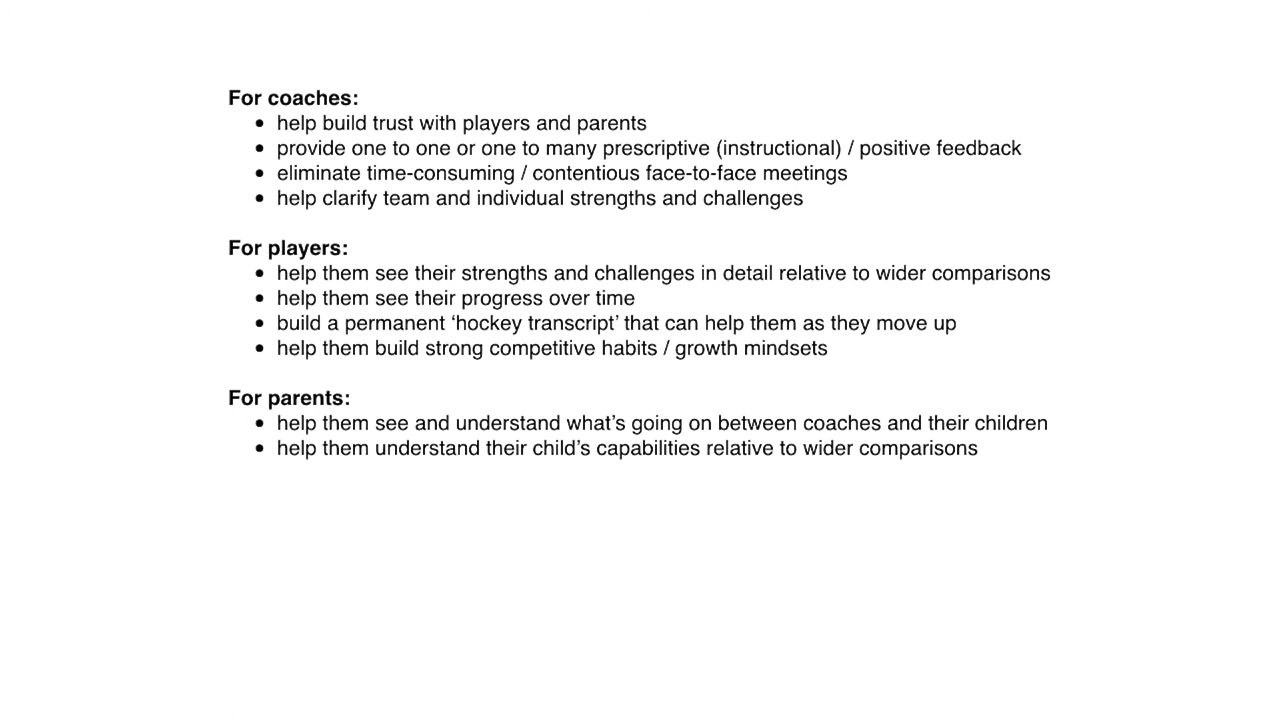 For coaches:
• help build trust with players and parents
• provide one to one or one to many prescriptive (instructional) / positive feedback
• eliminate time-consuming / contentious face-to-face meetings
• help clarify team and individual strengths and challenges
For players:
• help them see their strengths and challenges in detail relative to wider comparisons
• help them see their progress over time
• build a permanent ‘hockey transcript’ that can help them as they move up
• help them build strong competitive habits / growth mindsets
For parents:
• help them see and understand what’s going on between coaches and their children
• help them understand their child’s capabilities relative to wider comparisons